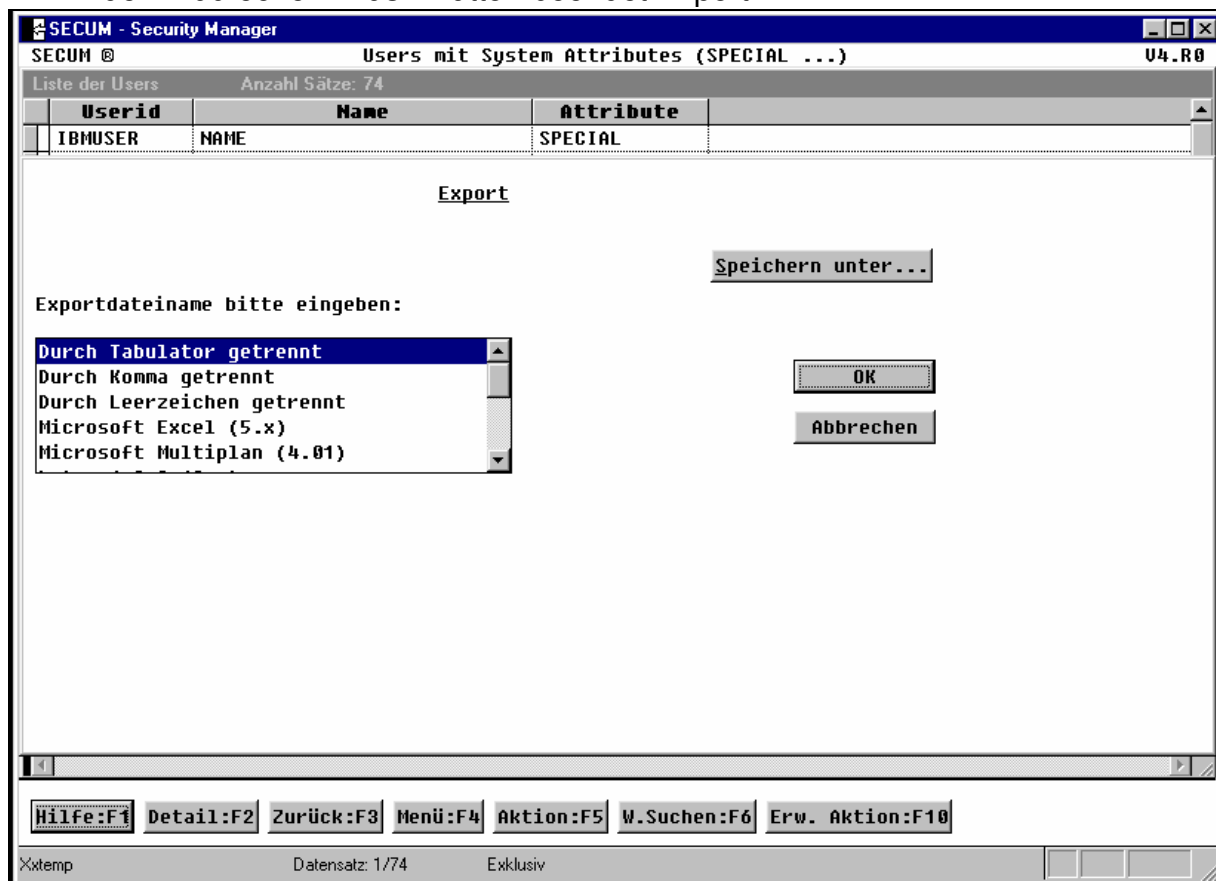 SECUM - Security Manager
SECUM ® Users mit System Attributes (SPECIAL ...) V4.R0
Liste der Users Anzahl Sätze: 74
Userid Name Attribute
IBMUSER NAME SPECIAL
Export
Speichern unter...
Exportdateiname bitte eingeben:
Durch Tabulator getrennt
Durch Komma getrennt
OK
Durch Leerzeichen getrennt
Microsoft Excel (5.x)
Abbrechen
Microsoft Multiplan (4.01)
Hilfe:F1 Detail:F2 Zurück:F3 Menü:F4 Aktion:F5 W.Suchen:F6 Erw. Aktion:F10
Xxtemp Datensatz: 1/74 Exklusiv